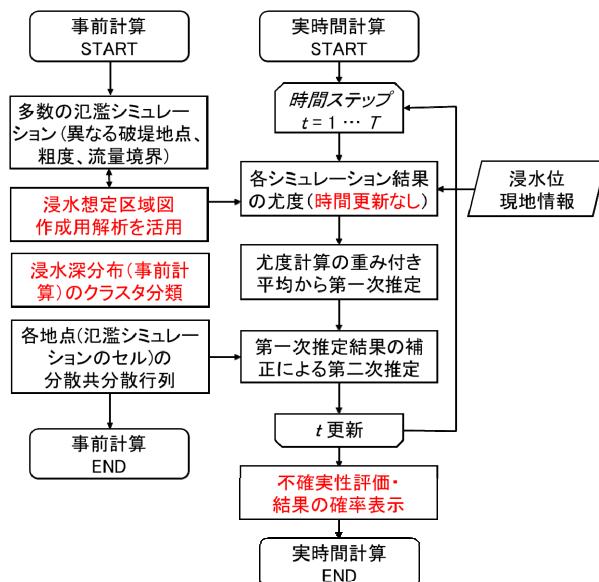 事前計算
START
多数の氾濫シミュレー
ション(異なる破堤地点、
粗度、流量境界)
浸水想定区域図
作成用解析を活用
浸水深分布(事前計
算)のクラスタ分類
各地点(氾濫シミュレー
ションのセル)の
分散共分散行列
事前計算
END
実時間計算
START
時間ステップ
t = 1 … T
各シミュレーション結果
の尤度(時間更新なし)
浸水位
現地情報
尤度計算の重み付き
平均から第一次推定
第一次推定結果の補
正による第二次推定
t 更新
不確実性評価・
結果の確率表示
実時間計算
END